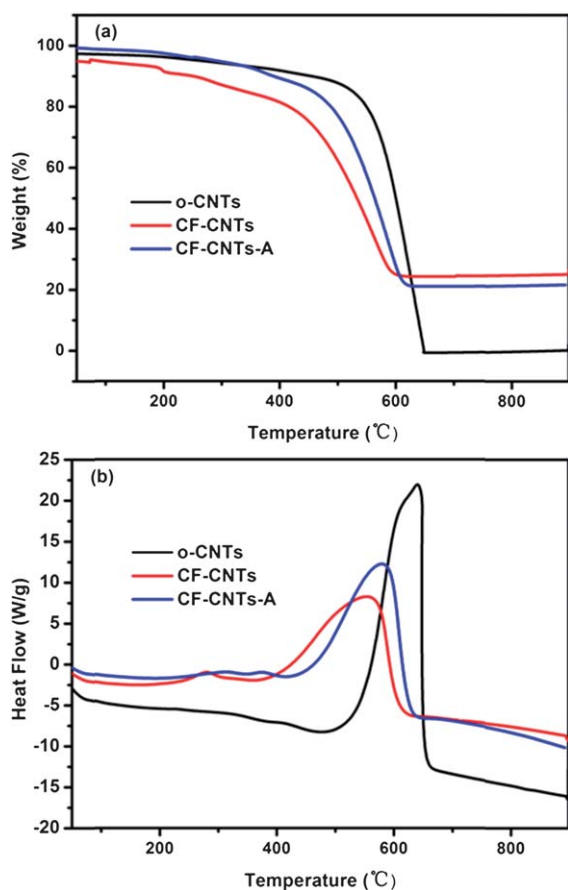 (a)
100
80
60
40
20
0
Weight (%)
o-CNTs
CF-CNTs
CF-CNTs-A
200 400 600 800
Temperature (℃)
(b)
25
20
15
10
5
0
-5
-10
-15
-20
Heat Flow (W/g)
o-CNTs
CF-CNTs
CF-CNTs-A
200 400 600 800
Temperature (℃)